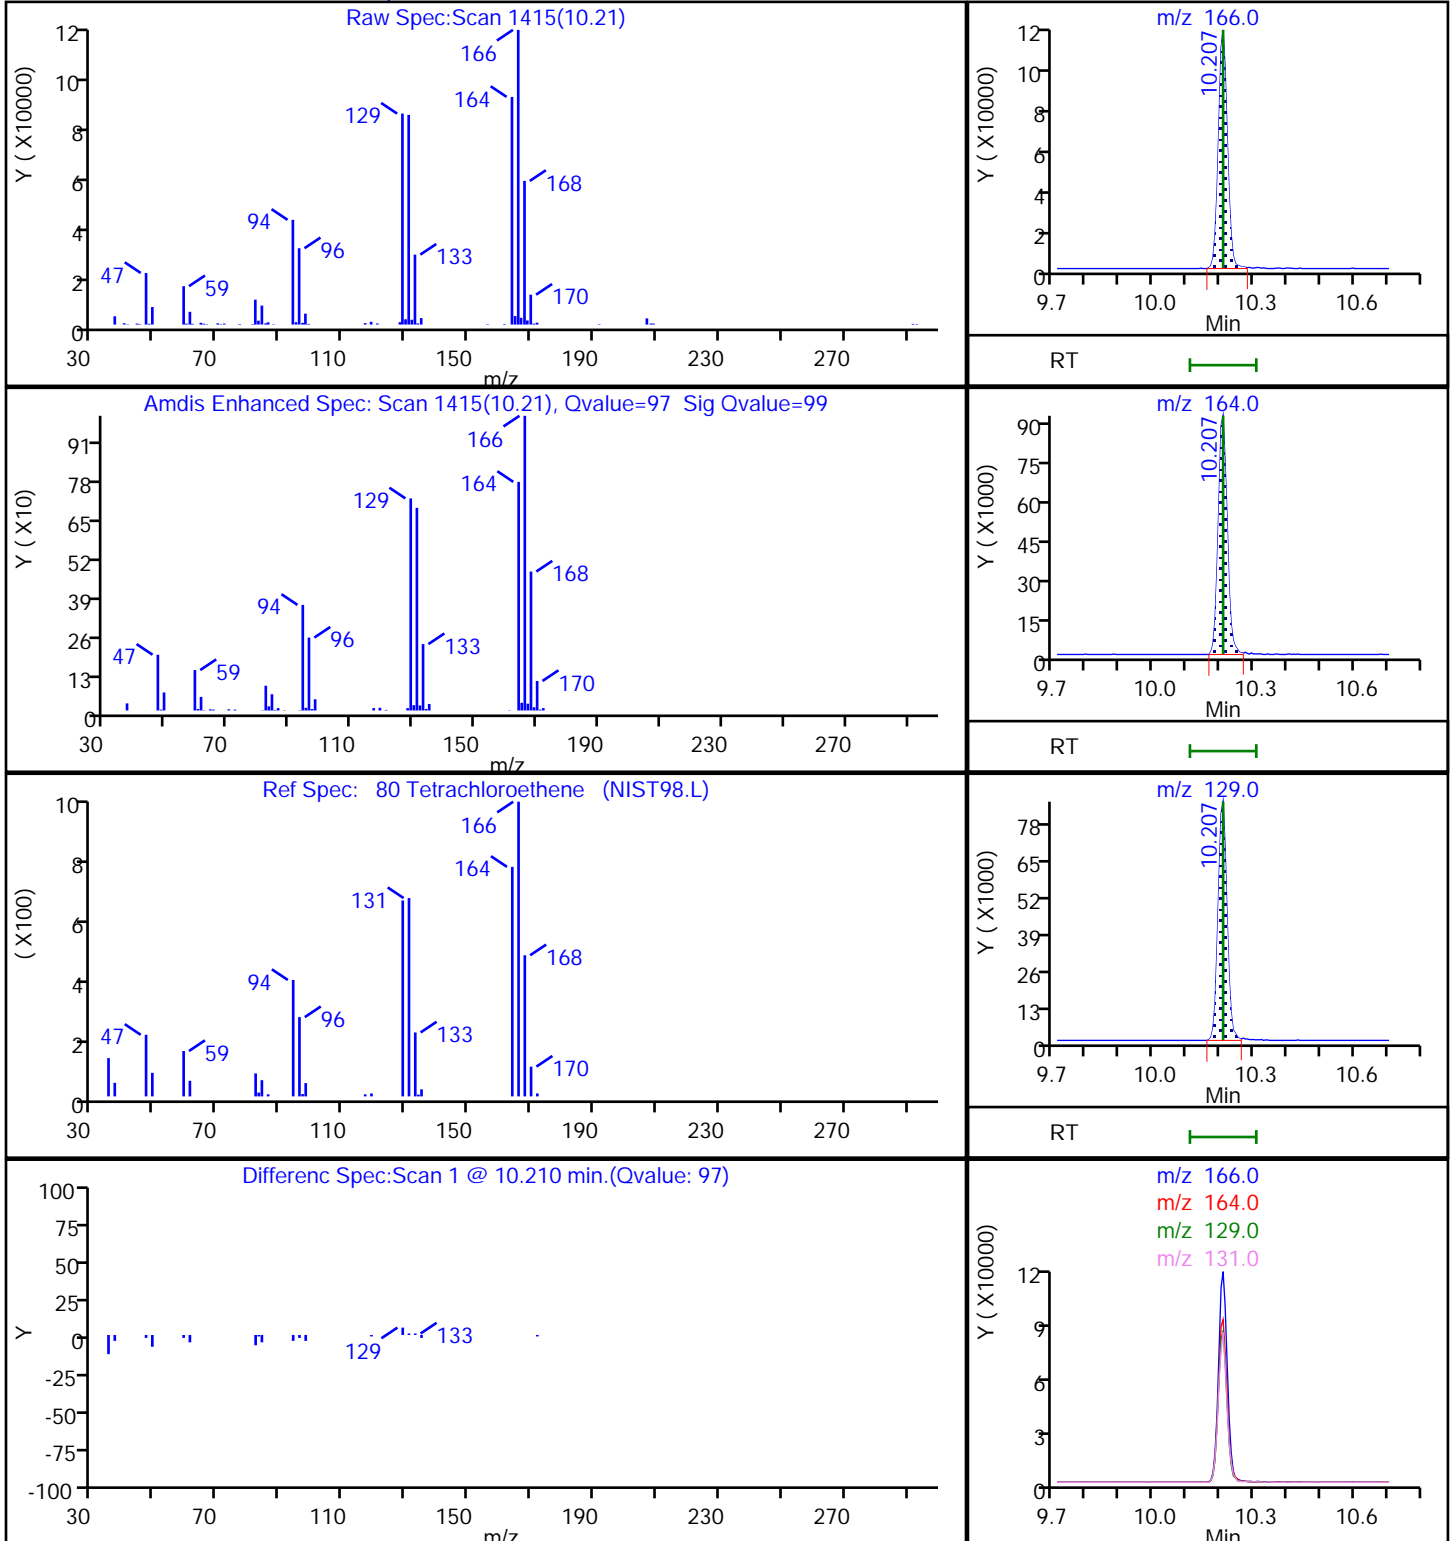 Raw Spec:Scan 1415(10.21)
Y ( X10000)
12
10
8
6
4
2
0
166
164
129
168
94
96
133
47
59
170
30 70 110 150 190 230 270
m/z
m/z 166.0
Y ( X10000)
12
10
8
6
4
2
0
10.207
9.7 10.0 10.3 10.6
Min
RT
Amdis Enhanced Spec: Scan 1415(10.21), Qvalue=97 Sig Qvalue=99
Y ( X10)
91
78
65
52
39
26
13
0
166
164
129
168
94
96
133
47
59
170
30 70 110 150 190 230 270
m/z
m/z 164.0
Y ( X1000)
90
75
60
45
30
15
0
10.207
9.7 10.0 10.3 10.6
Min
RT
Ref Spec: 80 Tetrachloroethene (NIST98.L)
( X100)
10
8
6
4
2
0
166
164
131
168
94
96
133
47
59
170
30 70 110 150 190 230 270
m/z 129.0
Y ( X1000)
78
65
52
39
26
13
0
10.207
9.7 10.0 10.3 10.6
Min
RT
Differenc Spec:Scan 1 @ 10.210 min.(Qvalue: 97)
Y
100
75
50
25
0
-25
-50
-75
-100
129
133
30 70 110 150 190 230 270
m/z
m/z 166.0
m/z 164.0
m/z 129.0
m/z 131.0
Y ( X10000)
12
9
6
3
0
9.7 10.0 10.3 10.6
Min